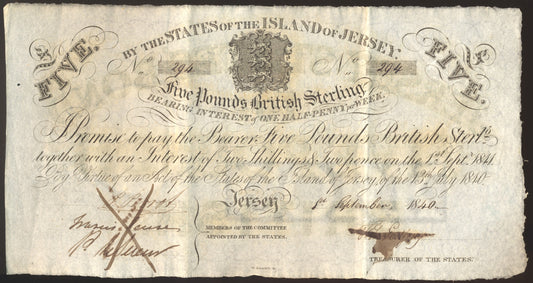 £ FIVE.
BY THE STATES OF THE ISLAND OF JERSEY.
£ FIVE.
No 294
No 294
Five Pounds British Sterling
BEARING INTEREST of ONE HALF-PENNY per WEEK.
I Promise to pay the Bearer Five Pounds British Sterlg
together with an Interest of Two Shillings & Two pence on the 1st Septr 1841
By Virtue of an Act of the States of the Island of Jersey, of the 13th July 1840
Jersey 1st September 1840
MEMBERS OF THE COMMITTEE
APPOINTED BY THE STATES.
TREASURER OF THE STATES.